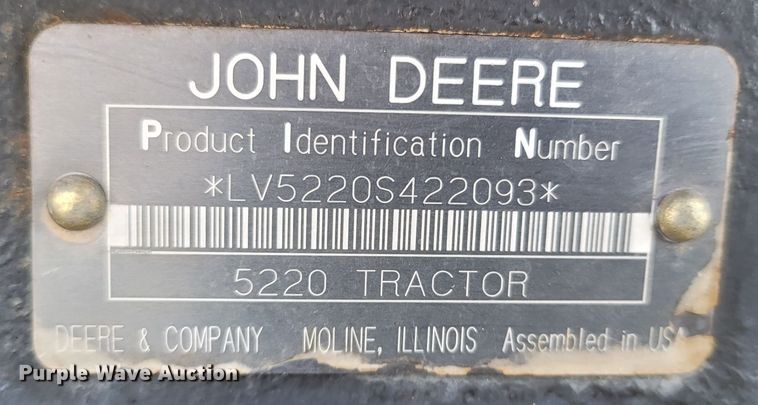 JOHN DEERE
Product Identification Number
*LV5220S422093*
5220 TRACTOR
DEERE & COMPANY MOLINE, ILLINOIS Assembled in USA
Purple Wave Auction